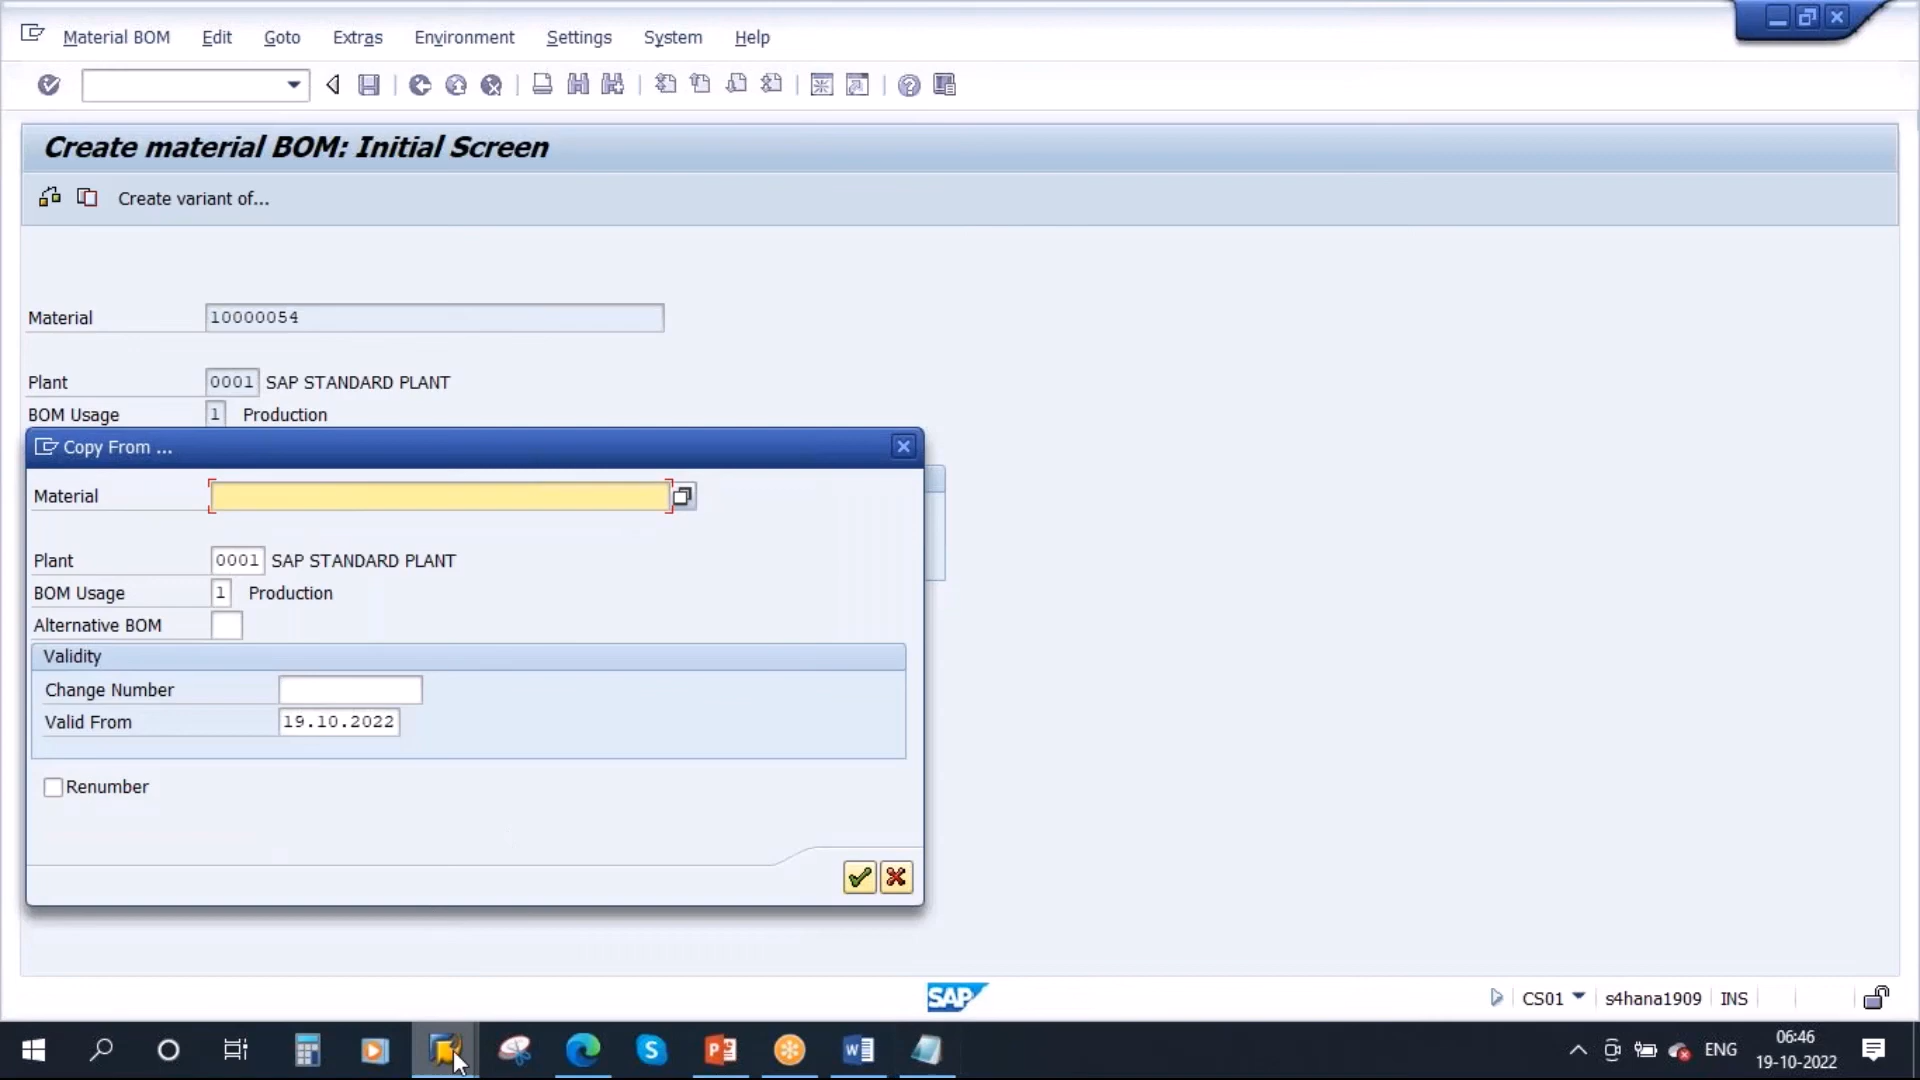 Material BOM Edit Goto Extras Environment Settings System Help
Create material BOM: Initial Screen
Create variant of...
Material 10000054
Plant 0001 SAP STANDARD PLANT
BOM Usage 1 Production
Copy From ...
Material
Plant 0001 SAP STANDARD PLANT
BOM Usage 1 Production
Alternative BOM
Validity
Change Number
Valid From 19.10.2022
Renumber
SAP
CS01 s4hana1909 INS
ENG
06:46
19-10-2022